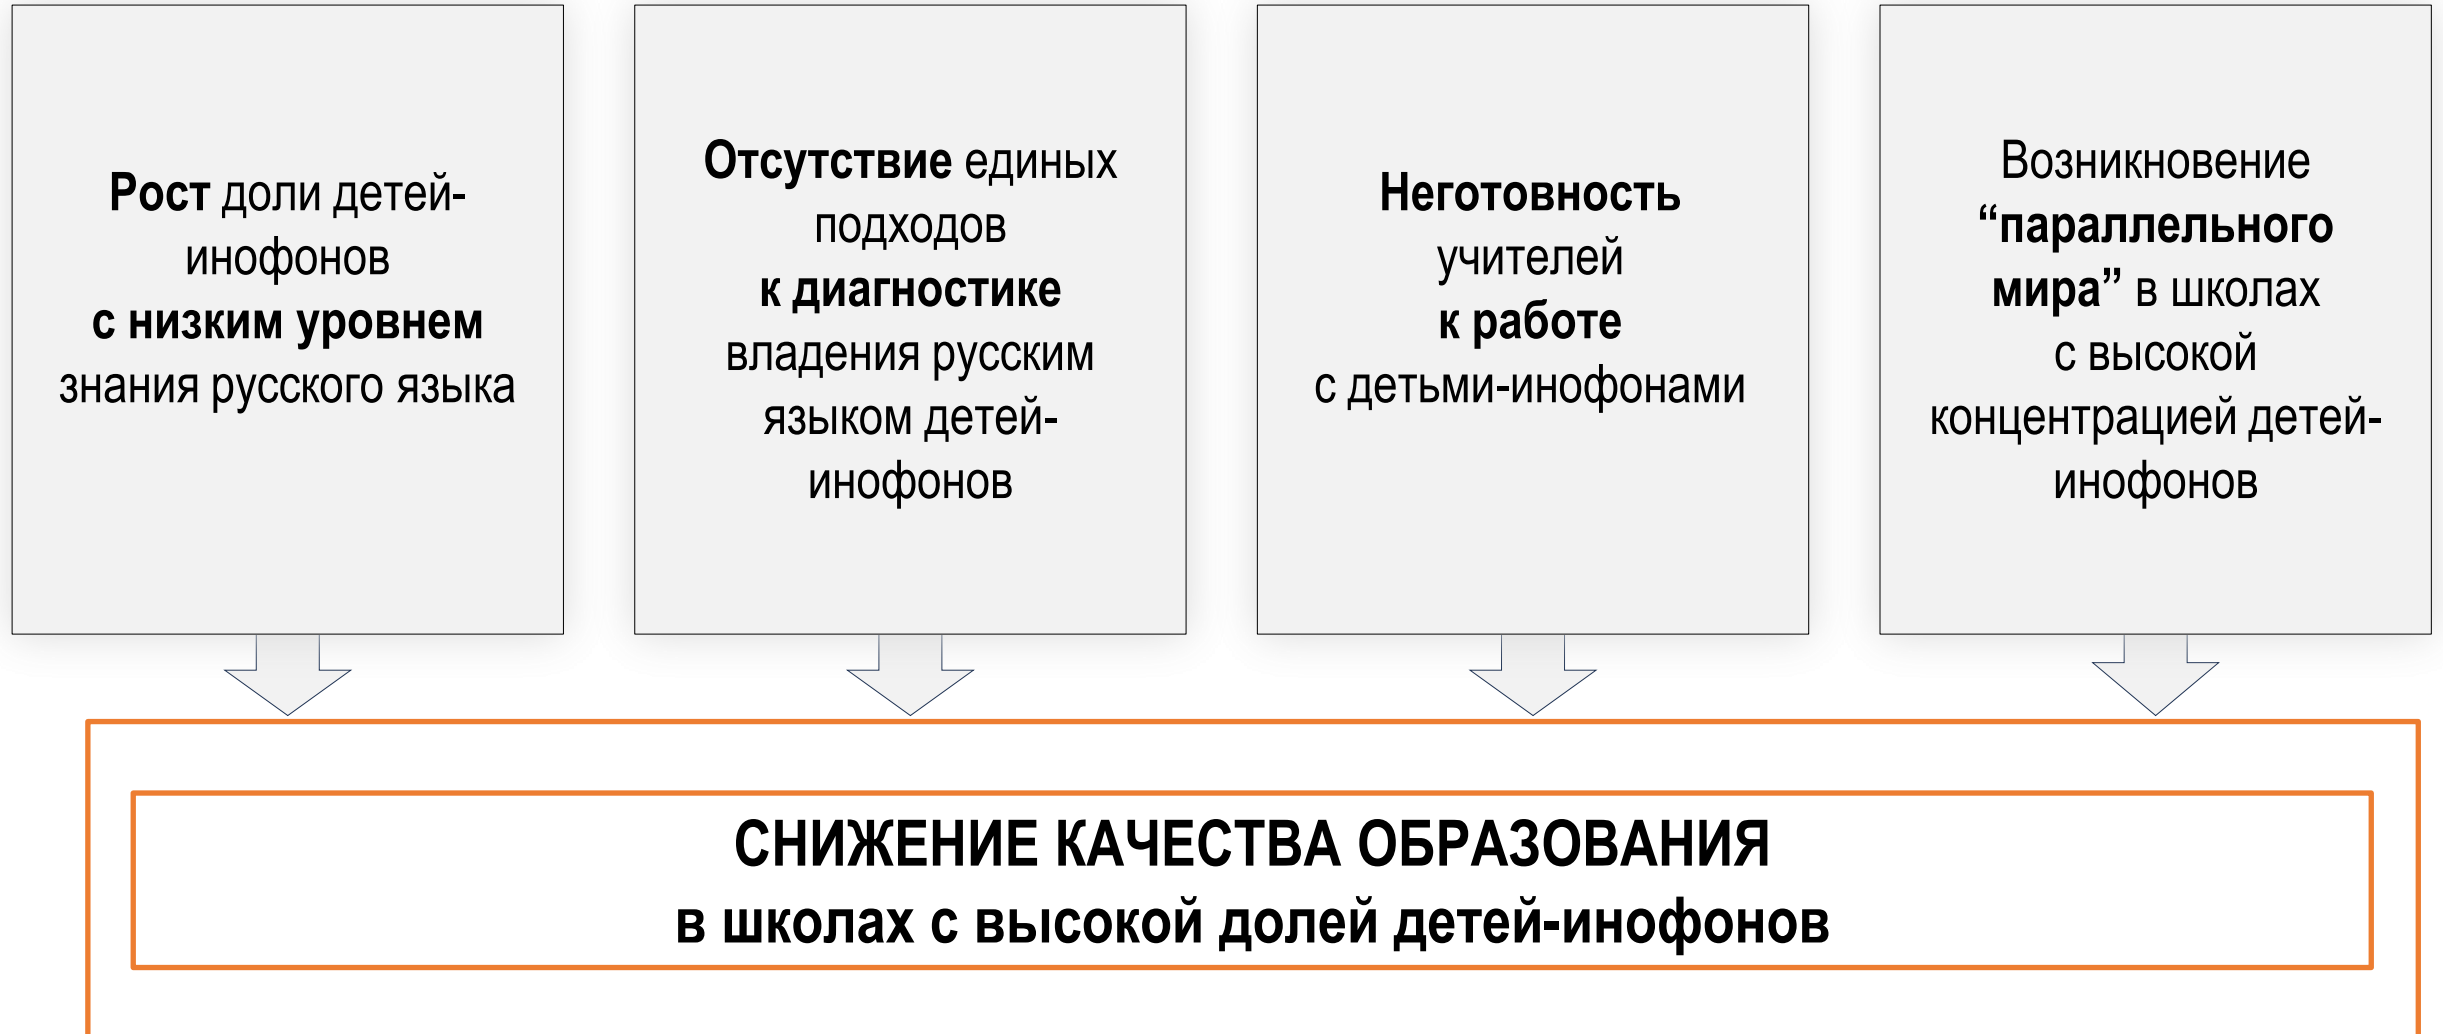 Рост доли детей-
инофонов
с низким уровнем
знания русского языка
Отсутствие единых
подходов
к диагностике
владения русским
языком детей-
инофонов
Неготовность
учителей
к работе
с детьми-инофонами
Возникновение
“параллельного
мира” в школах
с высокой
концентрацией детей-
инофонов
СНИЖЕНИЕ КАЧЕСТВА ОБРАЗОВАНИЯ
в школах с высокой долей детей-инофонов